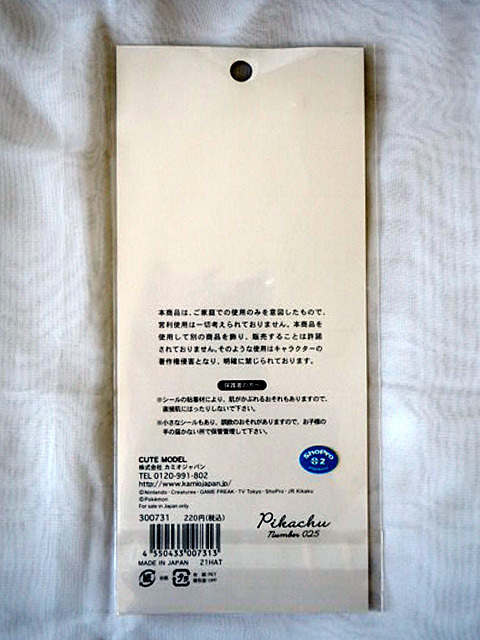 本商品は、ご家庭での使用のみを意図したもので、
営利使用は一切考えられておりません。本商品を
使用して別の商品を飾り、販売することは許諾
されておりません。そのような使用はキャラクターの
著作権侵害となり、明確に禁じられております。
保護者の方へ
※シールの粘着材により、肌がかぶれるおそれもありますので、
直接肌にはったりしないで下さい。
※小さなシールもあり、誤飲のおそれがありますので、お子様の
手の届かない所で保管管理して下さい。
ShoPro
2
CUTE MODEL
株式会社 カミオジャパン
TEL 0120-991-802
http://www.kamiojapan.jp/
©Nintendo・Creatures・GAME FREAK・TV Tokyo・ShoPro・JR Kikaku
©Pokémon
For sale in Japan only
300731 220円(税込)
Pikachu
Number 025
4 550433 007313
MADE IN JAPAN 21HAT
紙
プラ
台紙:PET
個包装:OPP